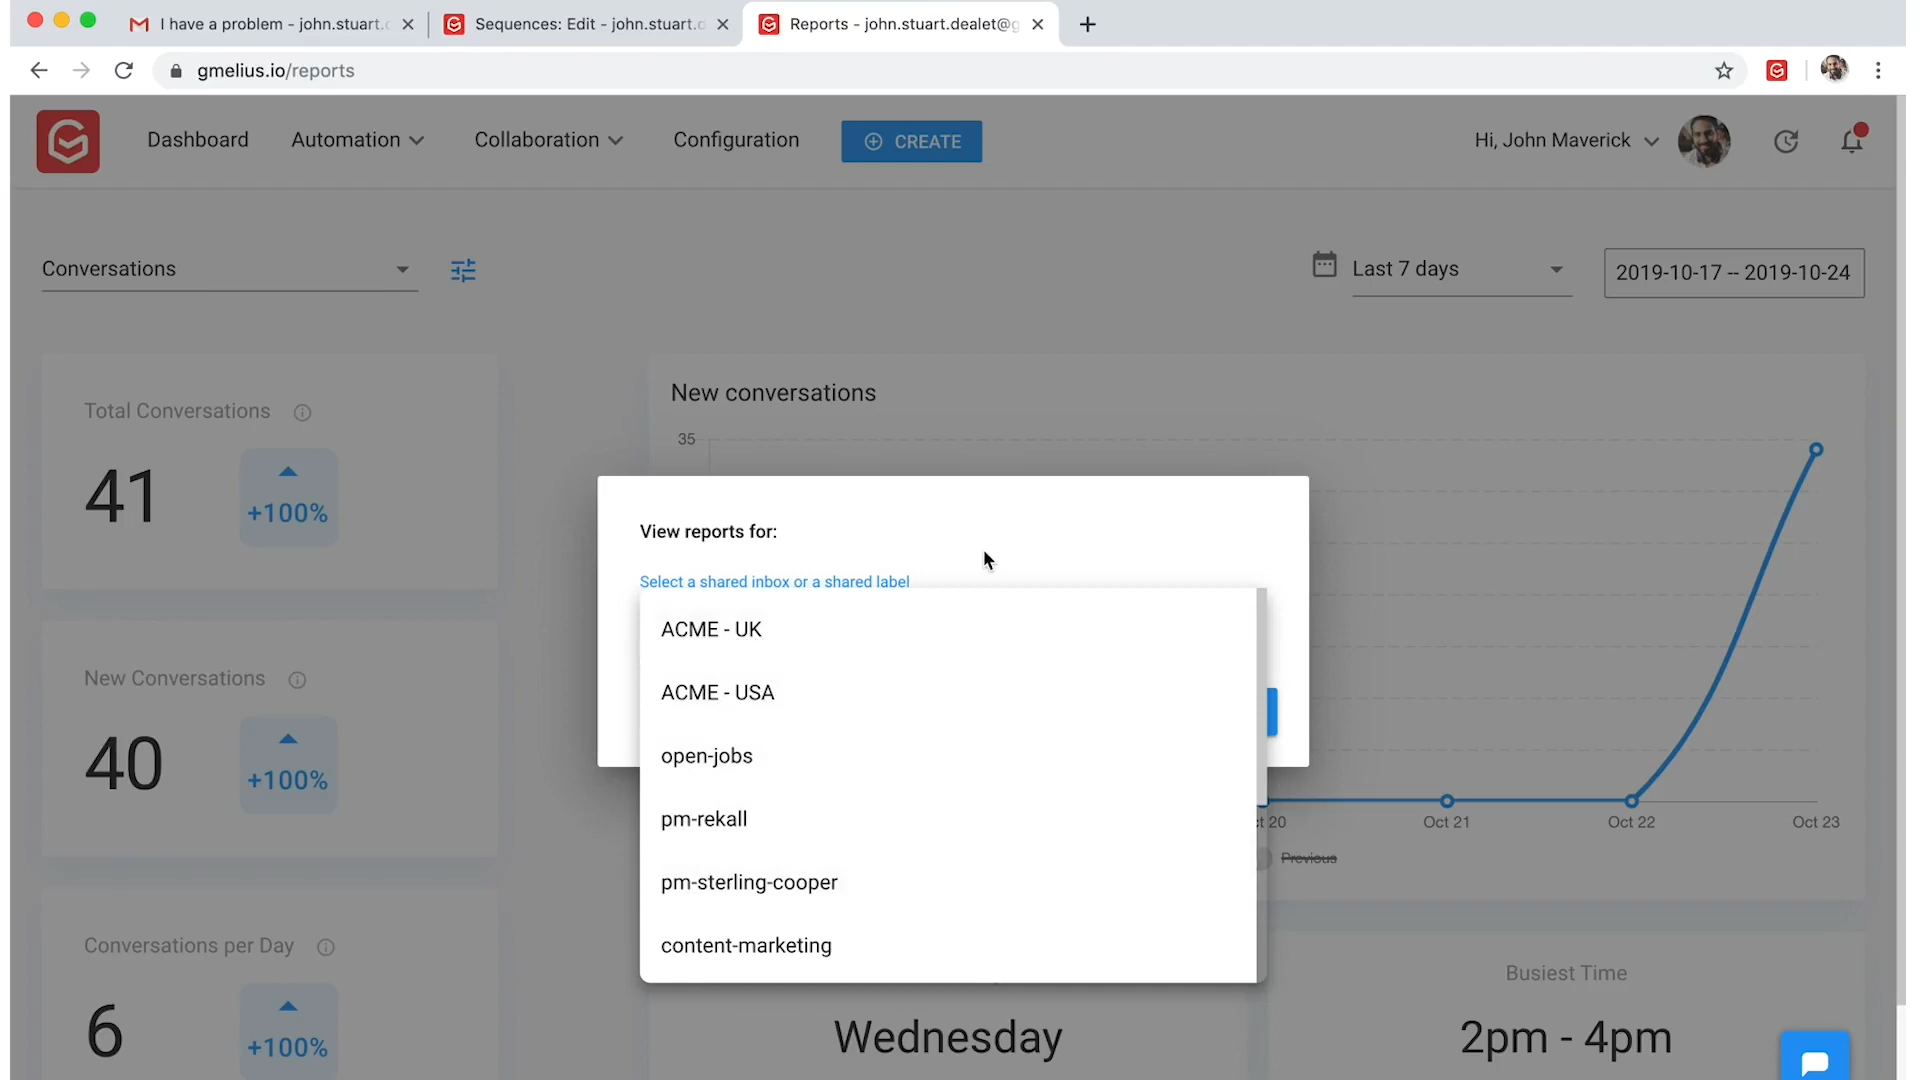 I have a problem - john.stuart.
Sequences: Edit - john.stuart.
Reports - john.stuart.dealet@
gmelius.io/reports
Dashboard
Automation
Collaboration
Configuration
CREATE
Hi, John Maverick
Conversations
Last 7 days
2019-10-17 -- 2019-10-24
Total Conversations
41
+100%
New Conversations
40
+100%
Conversations per Day
6
+100%
New conversations
35
View reports for:
Select a shared inbox or a shared label
ACME - UK
ACME - USA
open-jobs
pm-rekall
pm-sterling-cooper
content-marketing
20
Oct 21
Oct 22
Oct 23
Previous
Wednesday
Busiest Time
2pm - 4pm